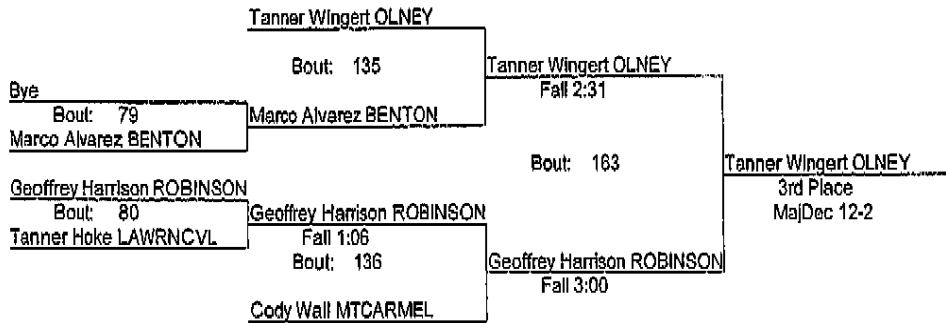 Tanner Wingert OLNEY
Bout: 135
Tanner Wingert OLNEY
Fall 2:31
Bye
Bout: 79
Marco Alvarez BENTON
Marco Alvarez BENTON
Bout: 163
Tanner Wingert OLNEY
3rd Place
MajDec 12-2
Geoffrey Harrison ROBINSON
Bout: 80
Tanner Hoke LAWRNCVL
Geoffrey Harrison ROBINSON
Fall 1:06
Bout: 136
Geoffrey Harrison ROBINSON
Fall 3:00
Cody Wall MTCARMEL